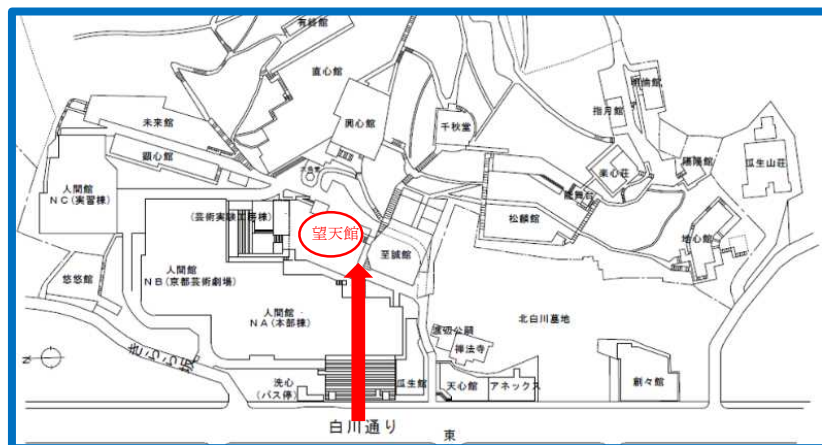 有終館
直心館
明倫館
指月館
未来館
興心館
千秋堂
顕心館
楽心荘
陽陽館
瓜生山荘
人間館
NC(実習棟)
(芸術実験工房棟)
望天館
松麟館
至誠館
地心館
悠悠館
人間館
NB(京都芸術劇場)
人間館
NA(本部棟)
北白川墓地
渡辺公顕
禅法寺
洗心
(バス停)
瓜生館
天心館
アネックス
創々館
N
白川通り
東